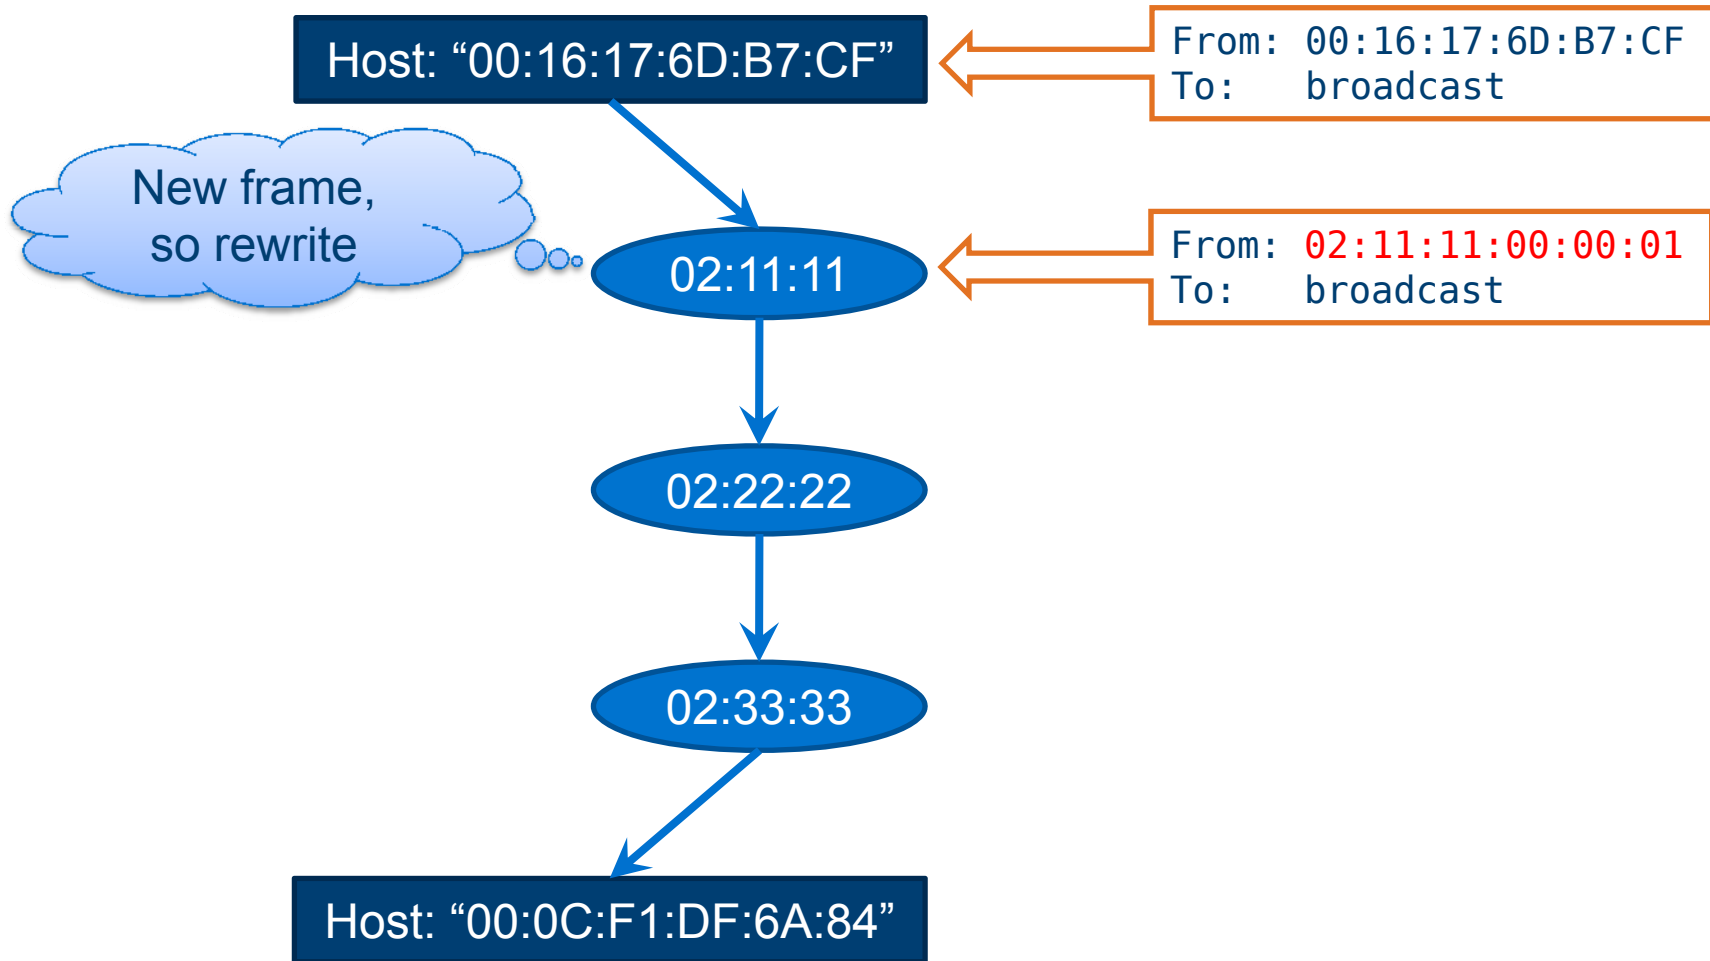 Host: “00:16:17:6D:B7:CF”
From: 00:16:17:6D:B7:CF
To: broadcast
New frame,
so rewrite
02:11:11
From: 02:11:11:00:00:01
To: broadcast
02:22:22
02:33:33
Host: “00:0C:F1:DF:6A:84”